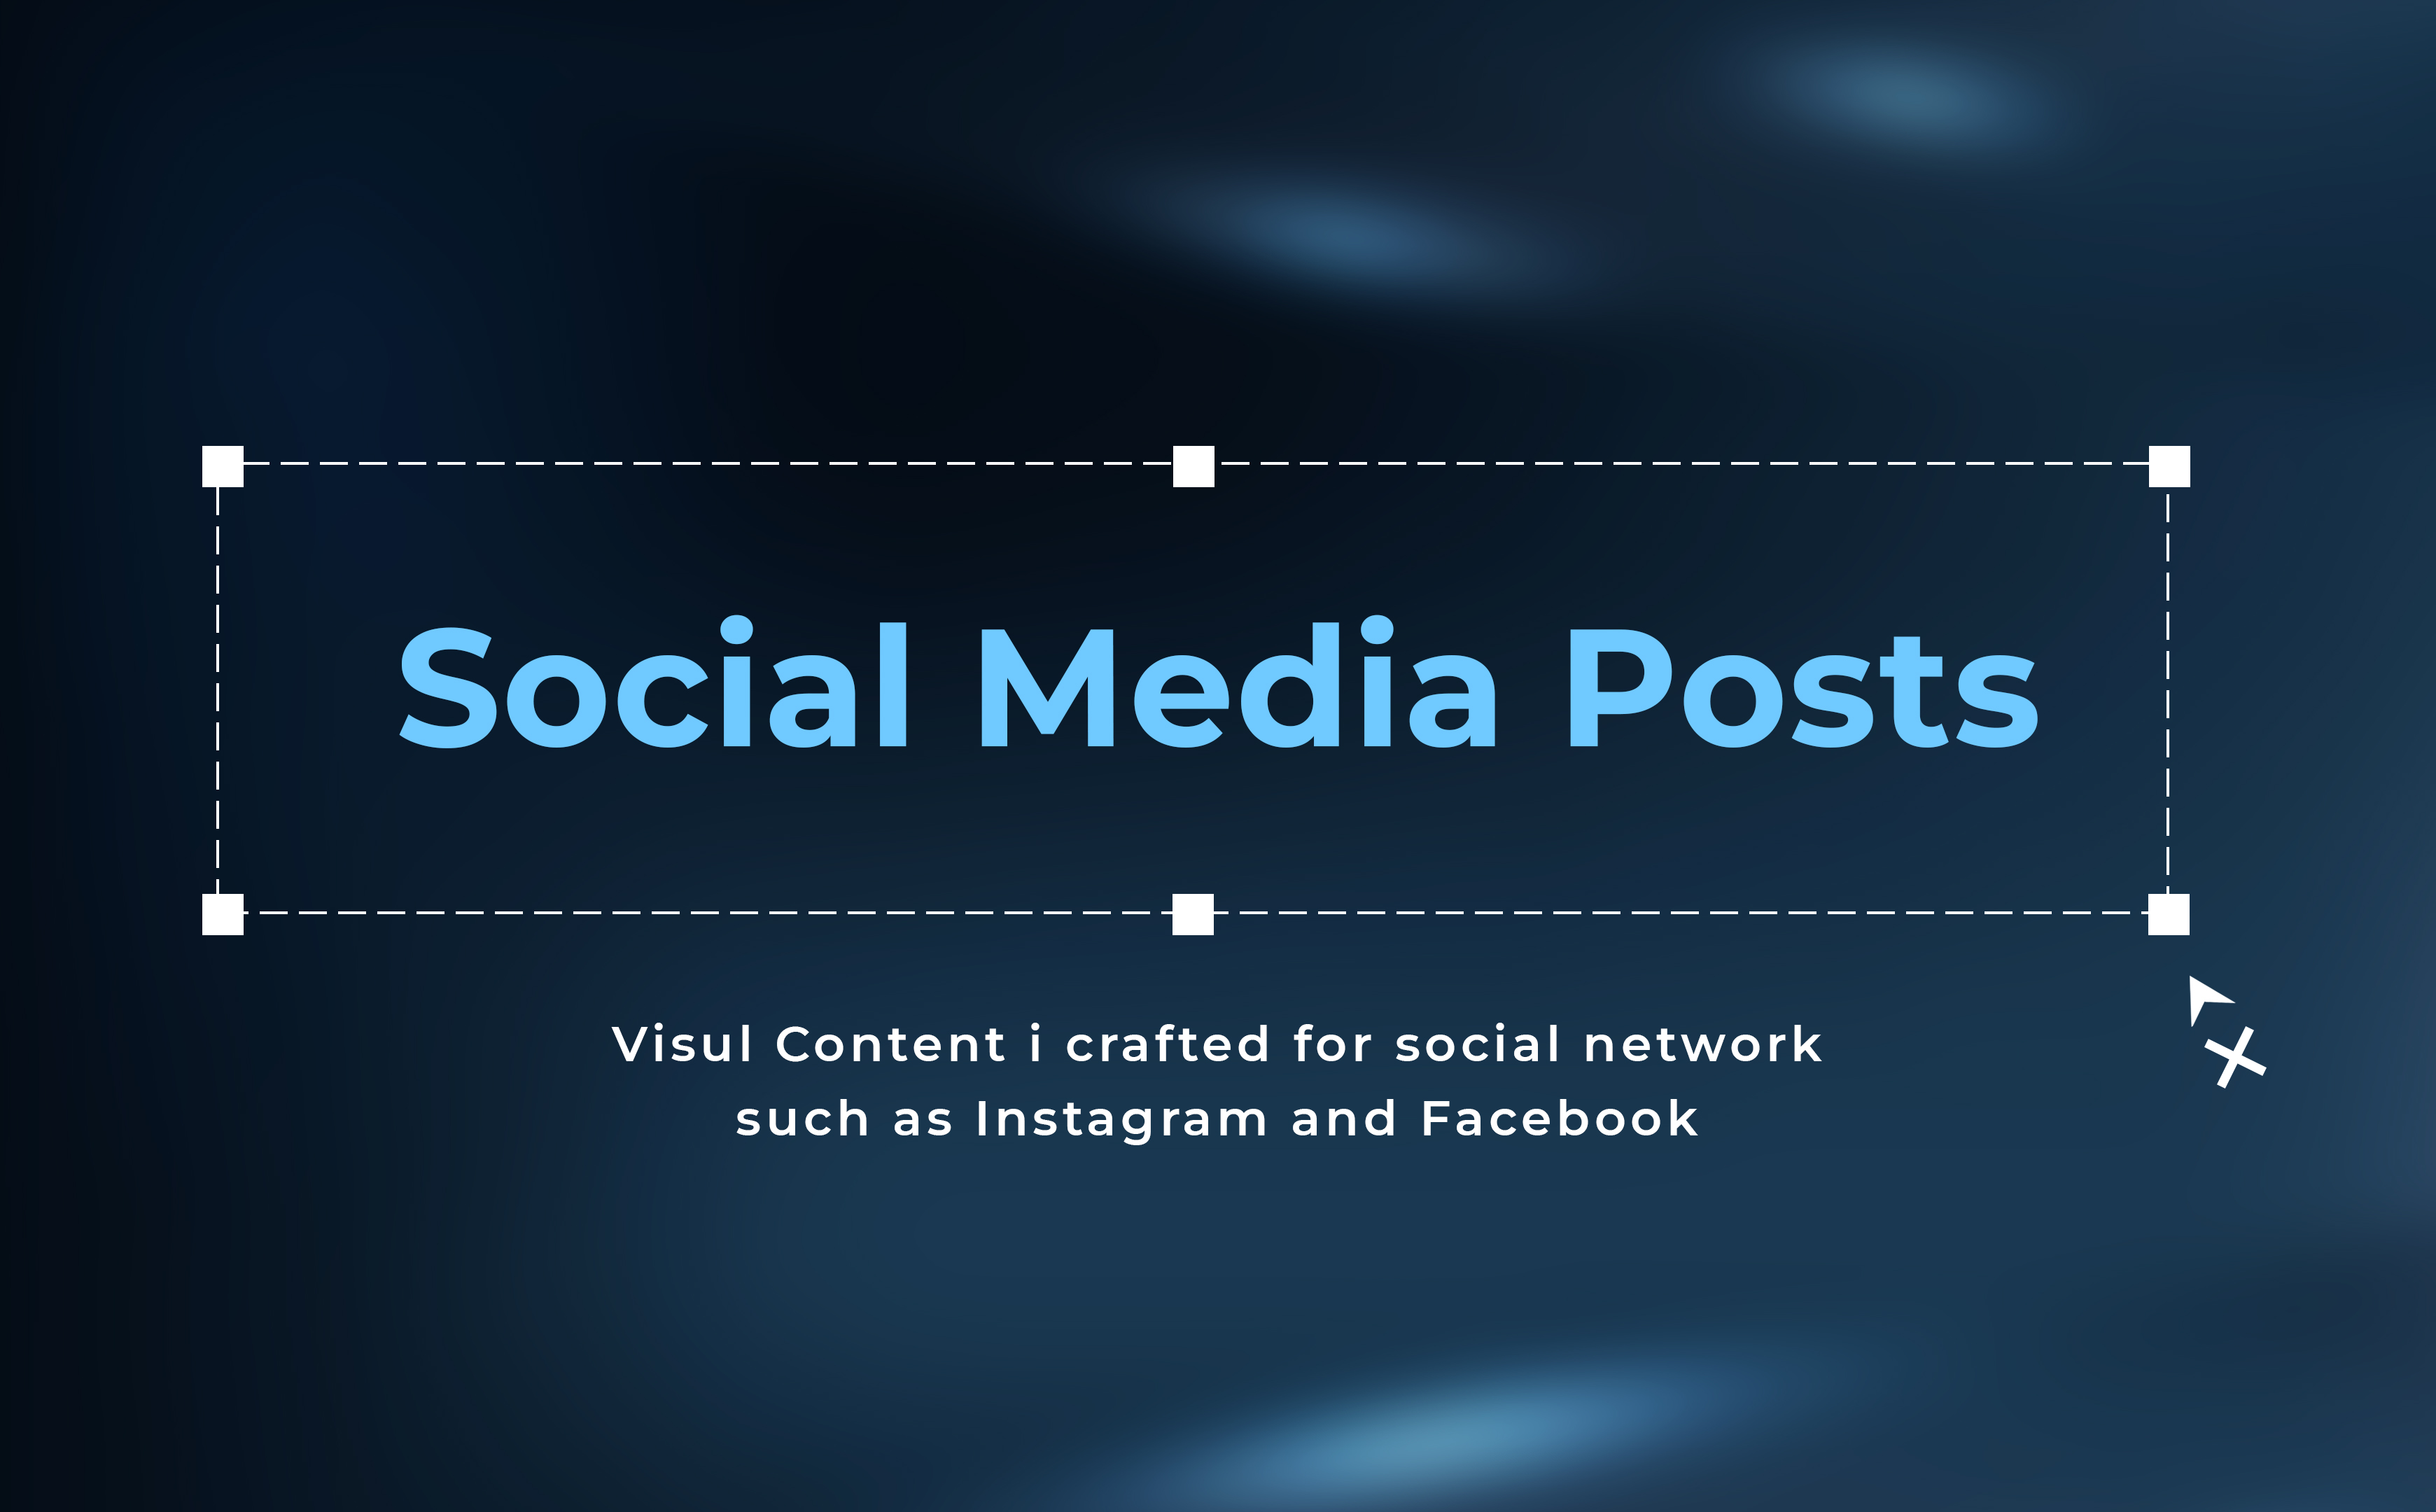 Social Media Posts
Visul Content i crafted for social network
such as Instagram and Facebook